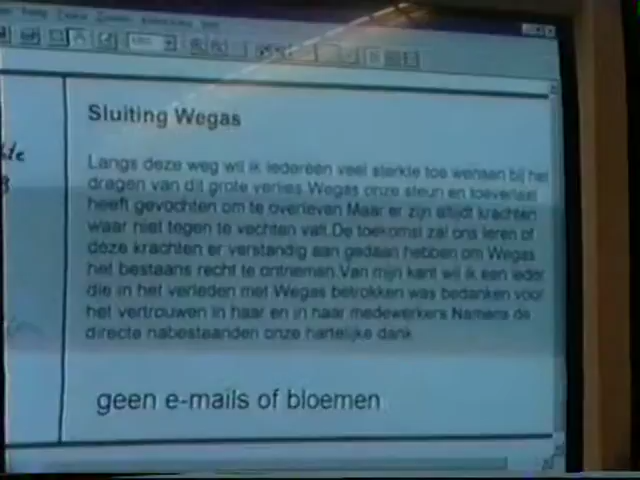 Sluiting Wegas
Langs deze weg wil ik iedereen veel sterkte toe wensen bij het
dragen van dit grote verlies Wegas onze steun en toeverlaat
heeft gevochten om te overleven Maar er zijn altijdt krachten
waar niet tegen te vechten valt.De toekomst zal ons leren of
deze krachten er verstandig aan gedaan hebben om Wegas
het bestaans recht te ontnemen.Van mijn kant wil ik een ieder
die in het verleden met Wegas betrokken was bedanken voor
het vertrouwen in haar en in haar medewerkers Namens de
directe nabestaanden onze hartelijke dank
geen e-mails of bloemen